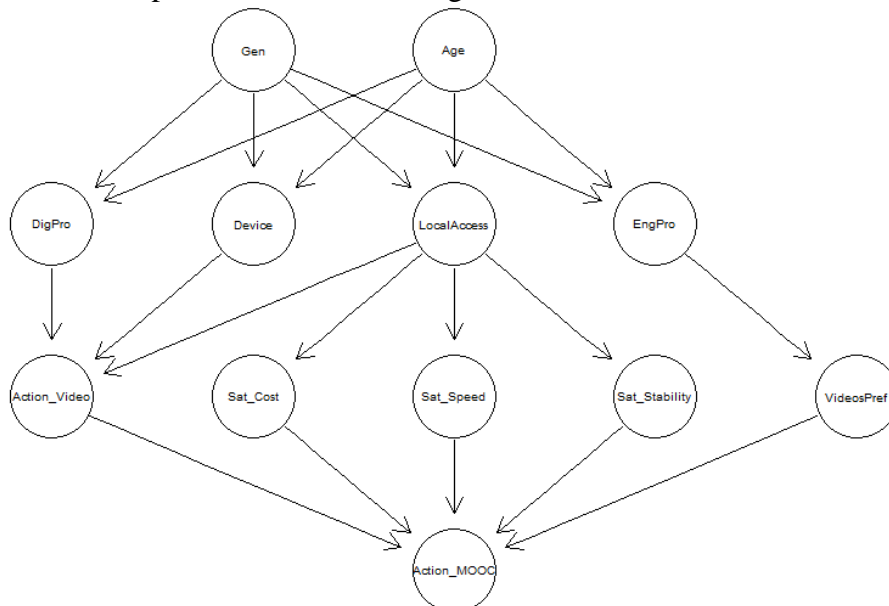 Gen
Age
DigPro
Device
LocalAccess
EngPro
Action_Video
Sat_Cost
Sat_Speed
Sat_Stability
VideosPref
Action_MOOC